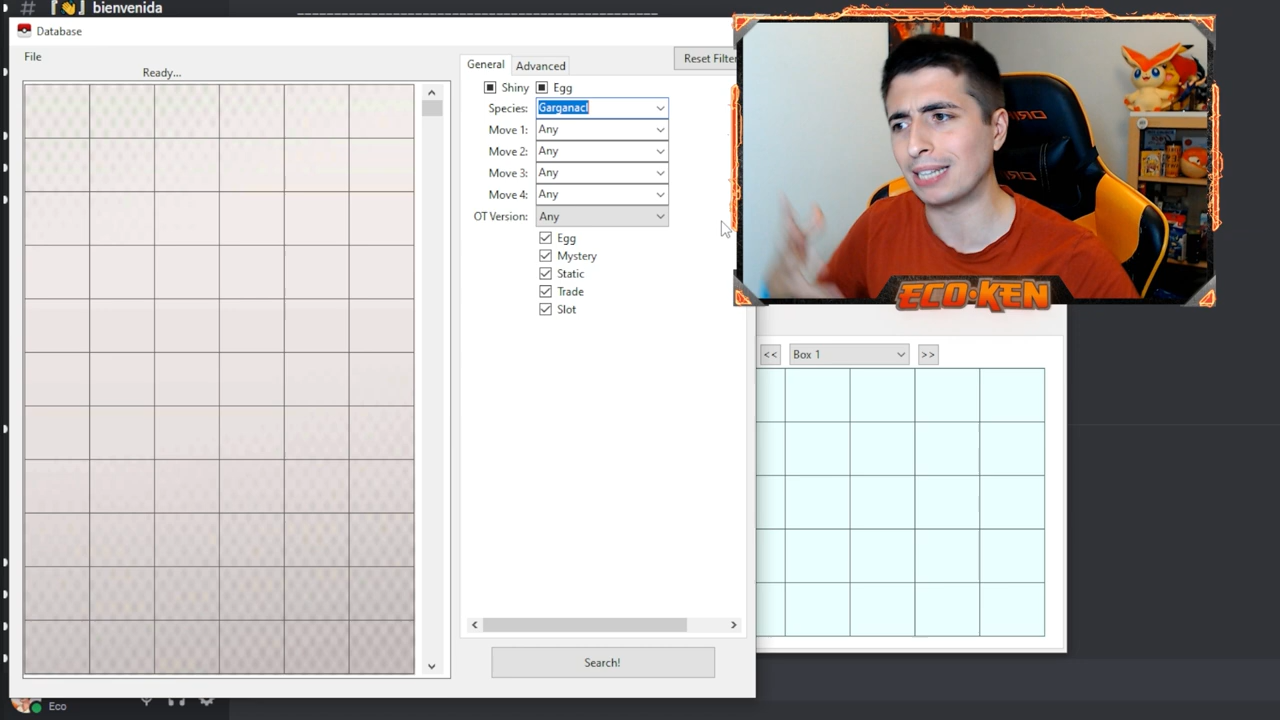 # [👋] bienvenida
Database
File
Ready...
General
Advanced
Reset Filter
Shiny
Egg
Species: Garganacl
Move 1: Any
Move 2: Any
Move 3: Any
Move 4: Any
OT Version: Any
Egg
Mystery
Static
Trade
Slot
Search!
<< Box 1 >>
ECO·KEN
Eco